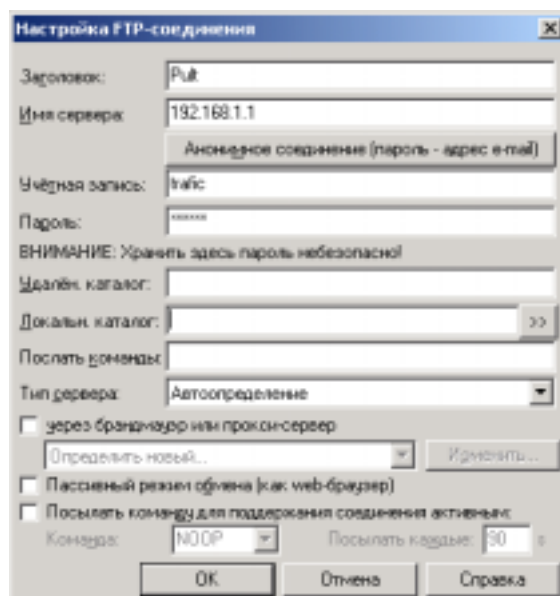 Настройка FTP-соединения
Заголовок: Pult
Имя сервера: 192.168.1.1
Анонимное соединение (пароль - адрес e-mail)
Учётная запись: trafic
Пароль: ******
ВНИМАНИЕ: Хранить здесь пароль небезопасно!
Удалён. каталог:
Локальн. каталог: >>
Послать команды:
Тип сервера: Автоопределение
через брандмауэр или прокси-сервер
Определить новый... Изменить...
Пассивный режим обмена (как web-браузер)
Посылать команду для поддержания соединения активным:
Команда: NOOP Посылать каждые: 90 s
OK Отмена Справка